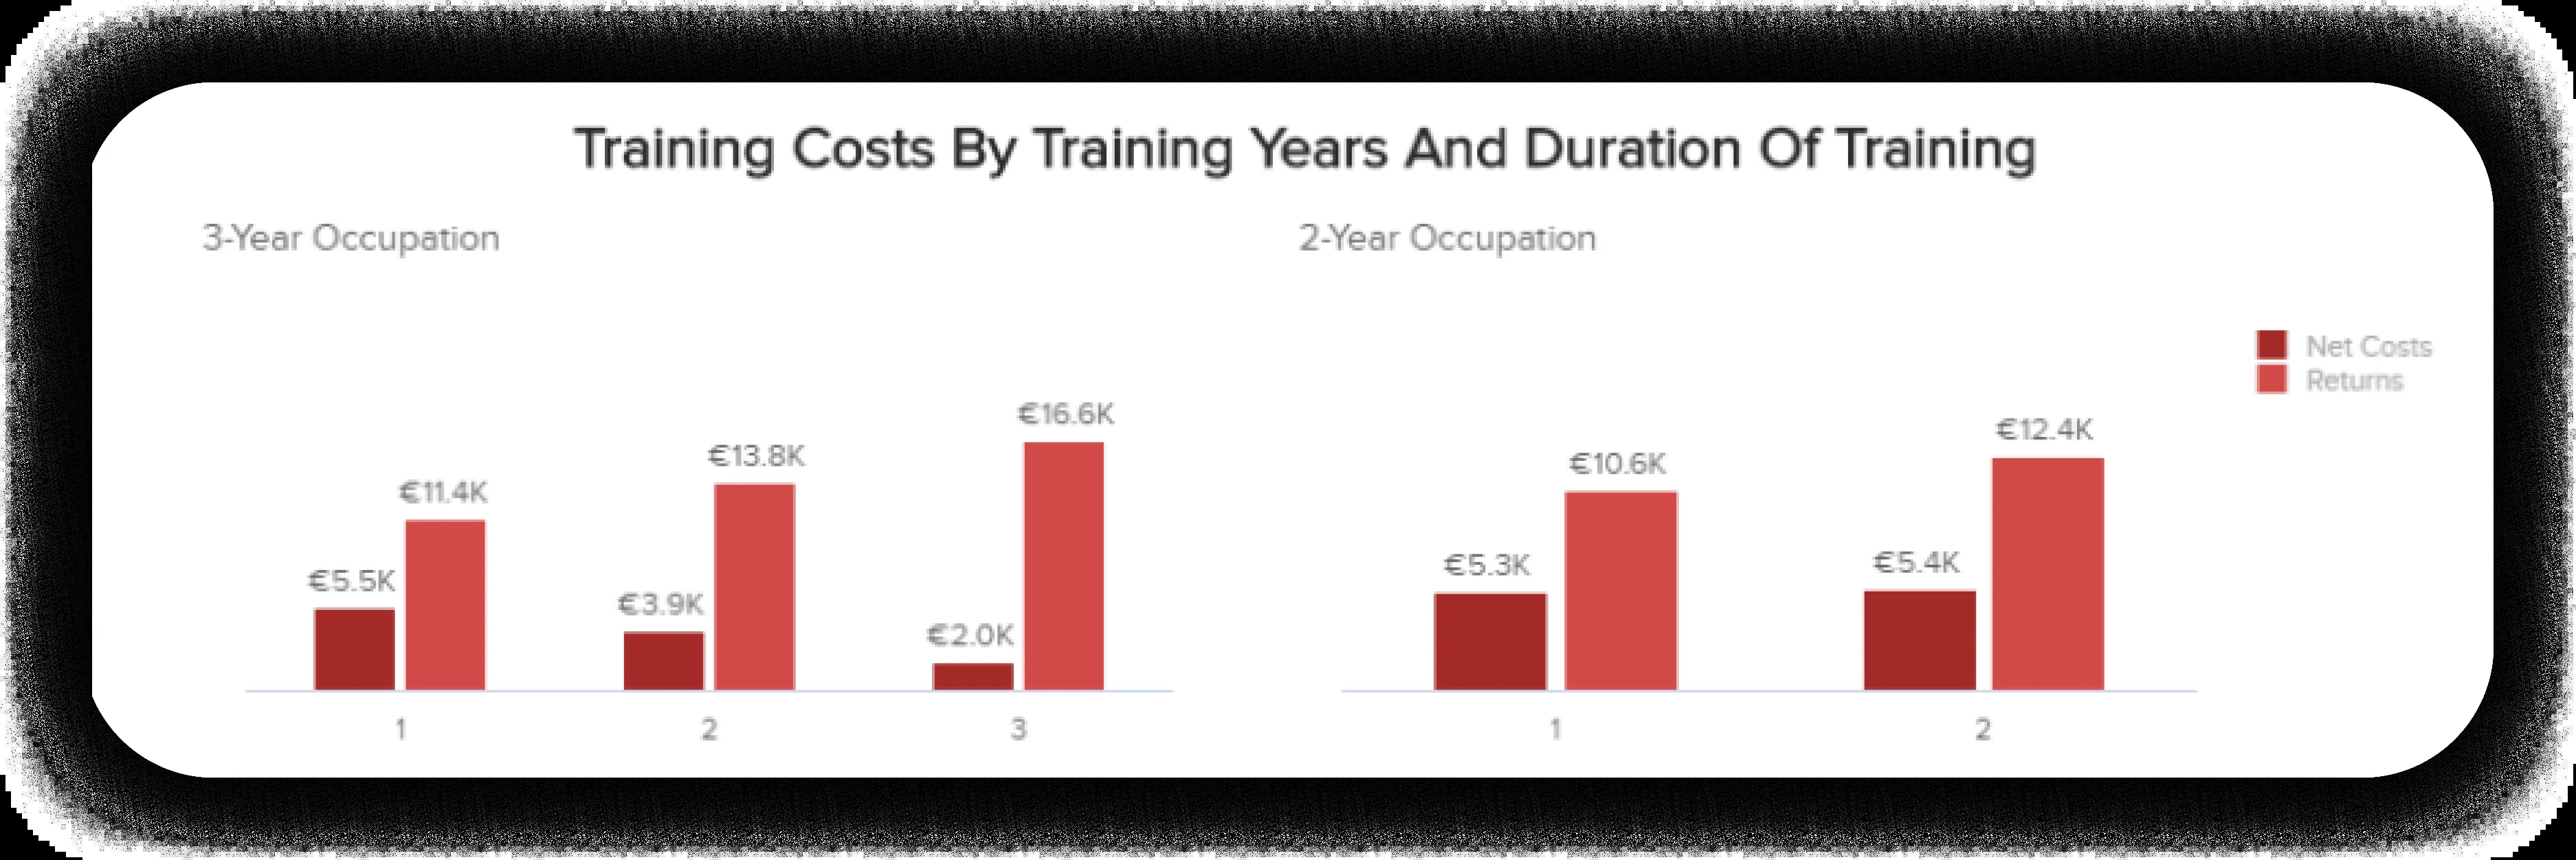 Training Costs By Training Years And Duration Of Training
3-Year Occupation
€5.5K
€11.4K
€3.9K
€13.8K
€2.0K
€16.6K
1
2
3
2-Year Occupation
€5.3K
€10.6K
€5.4K
€12.4K
1
2
Net Costs
Returns